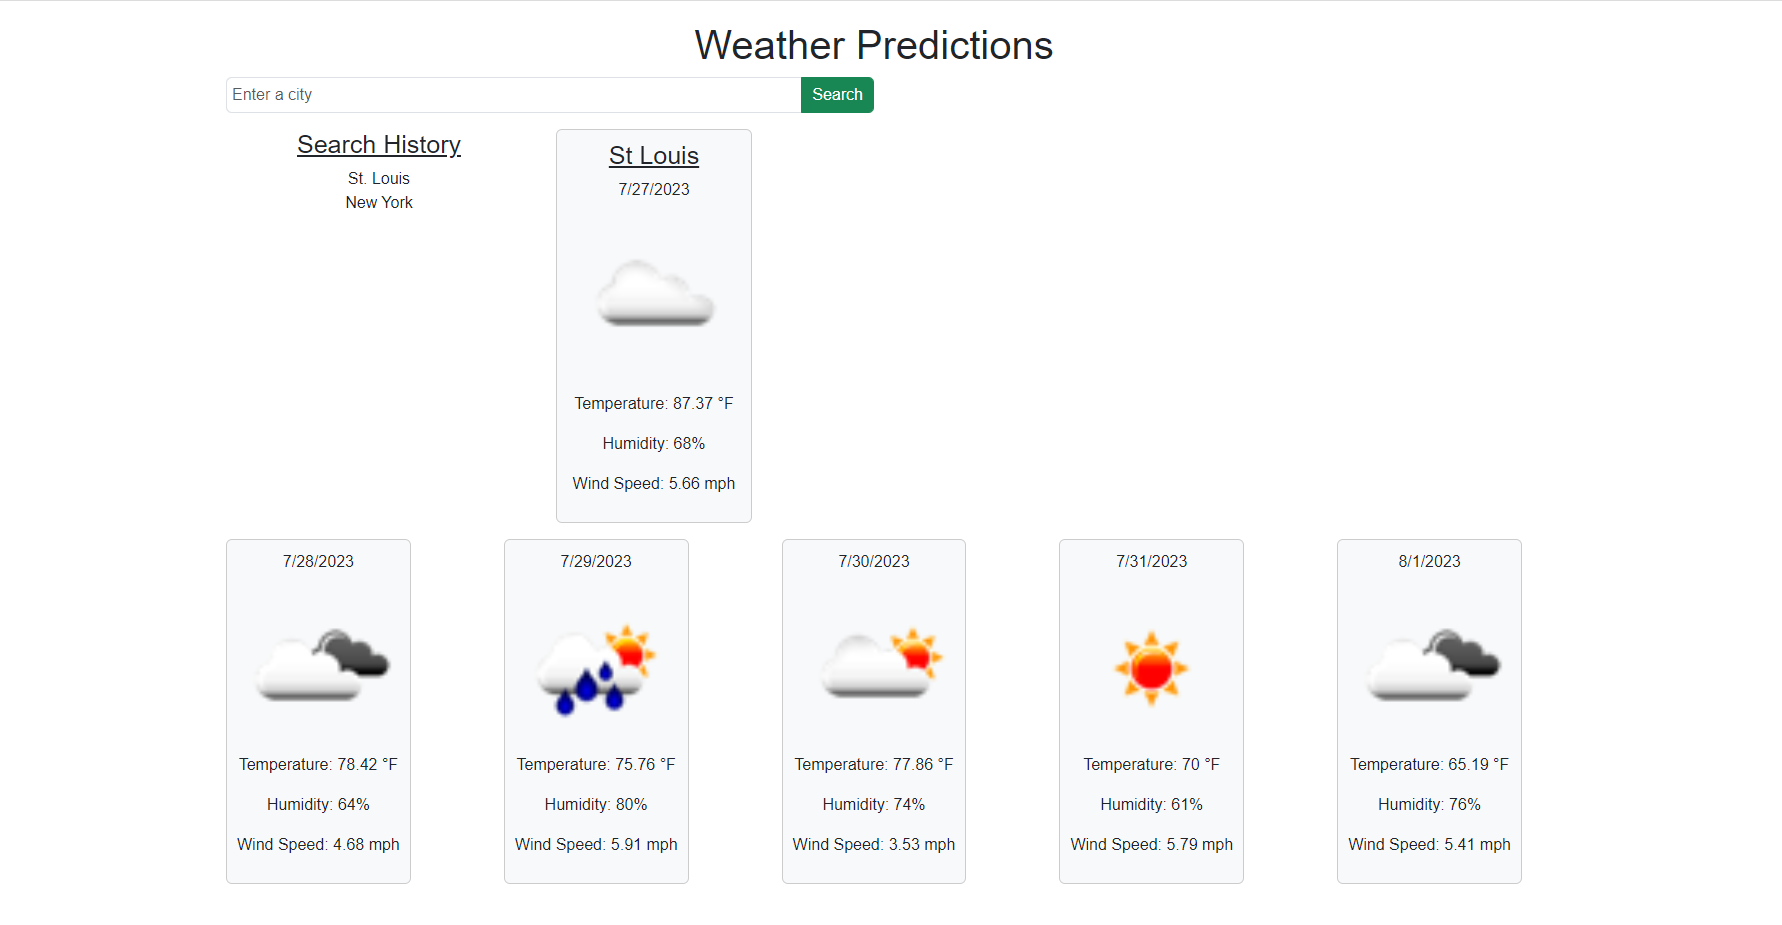 Weather Predictions
Enter a city
Search
Search History
St. Louis
New York
St Louis
7/27/2023
Temperature: 87.37 °F
Humidity: 68%
Wind Speed: 5.66 mph
7/28/2023
Temperature: 78.42 °F
Humidity: 64%
Wind Speed: 4.68 mph
7/29/2023
Temperature: 75.76 °F
Humidity: 80%
Wind Speed: 5.91 mph
7/30/2023
Temperature: 77.86 °F
Humidity: 74%
Wind Speed: 3.53 mph
7/31/2023
Temperature: 70 °F
Humidity: 61%
Wind Speed: 5.79 mph
8/1/2023
Temperature: 65.19 °F
Humidity: 76%
Wind Speed: 5.41 mph